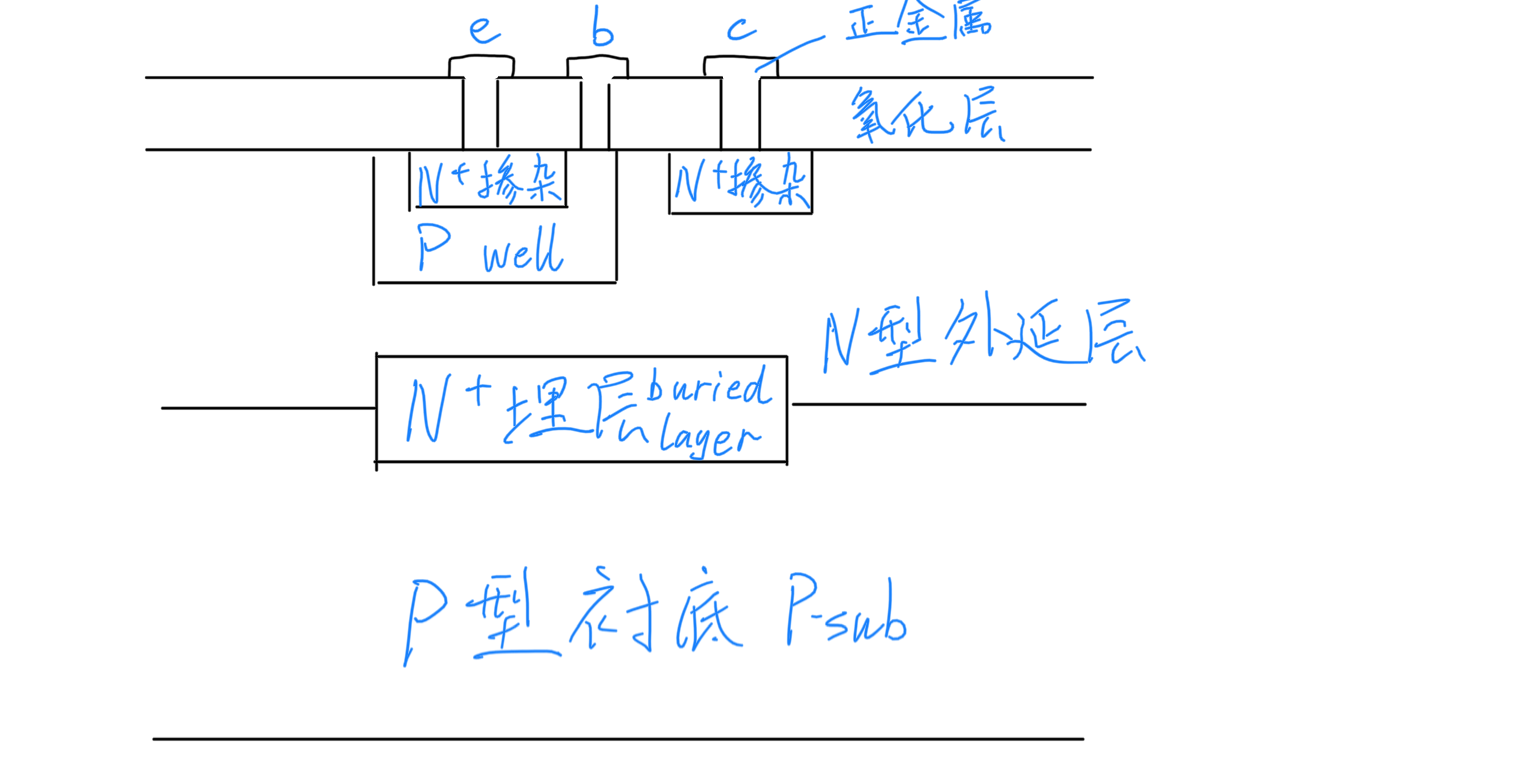 e b c 正金属
氧化层
N+掺杂 N+掺杂
P well
N型外延层
N+埋层 buried
layer
P型衬底 P-sub